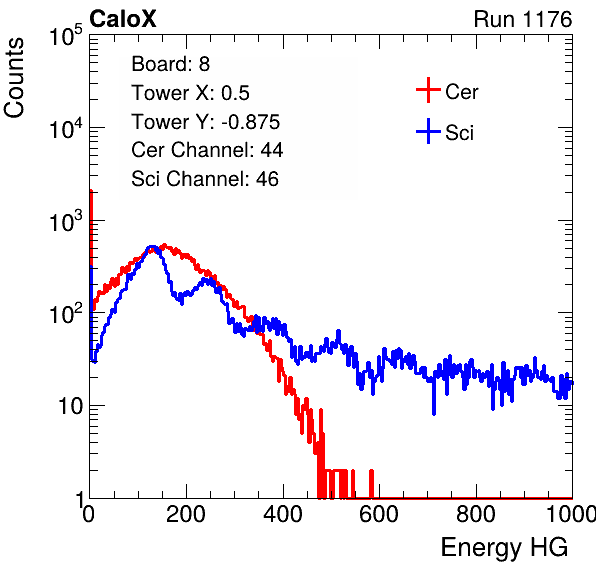 CaloX
Run 1176
Counts
10^5
10^4
10^3
10^2
10
1
Board: 8
Tower X: 0.5
Tower Y: -0.875
Cer Channel: 44
Sci Channel: 46
Cer
Sci
0 200 400 600 800 1000
Energy HG